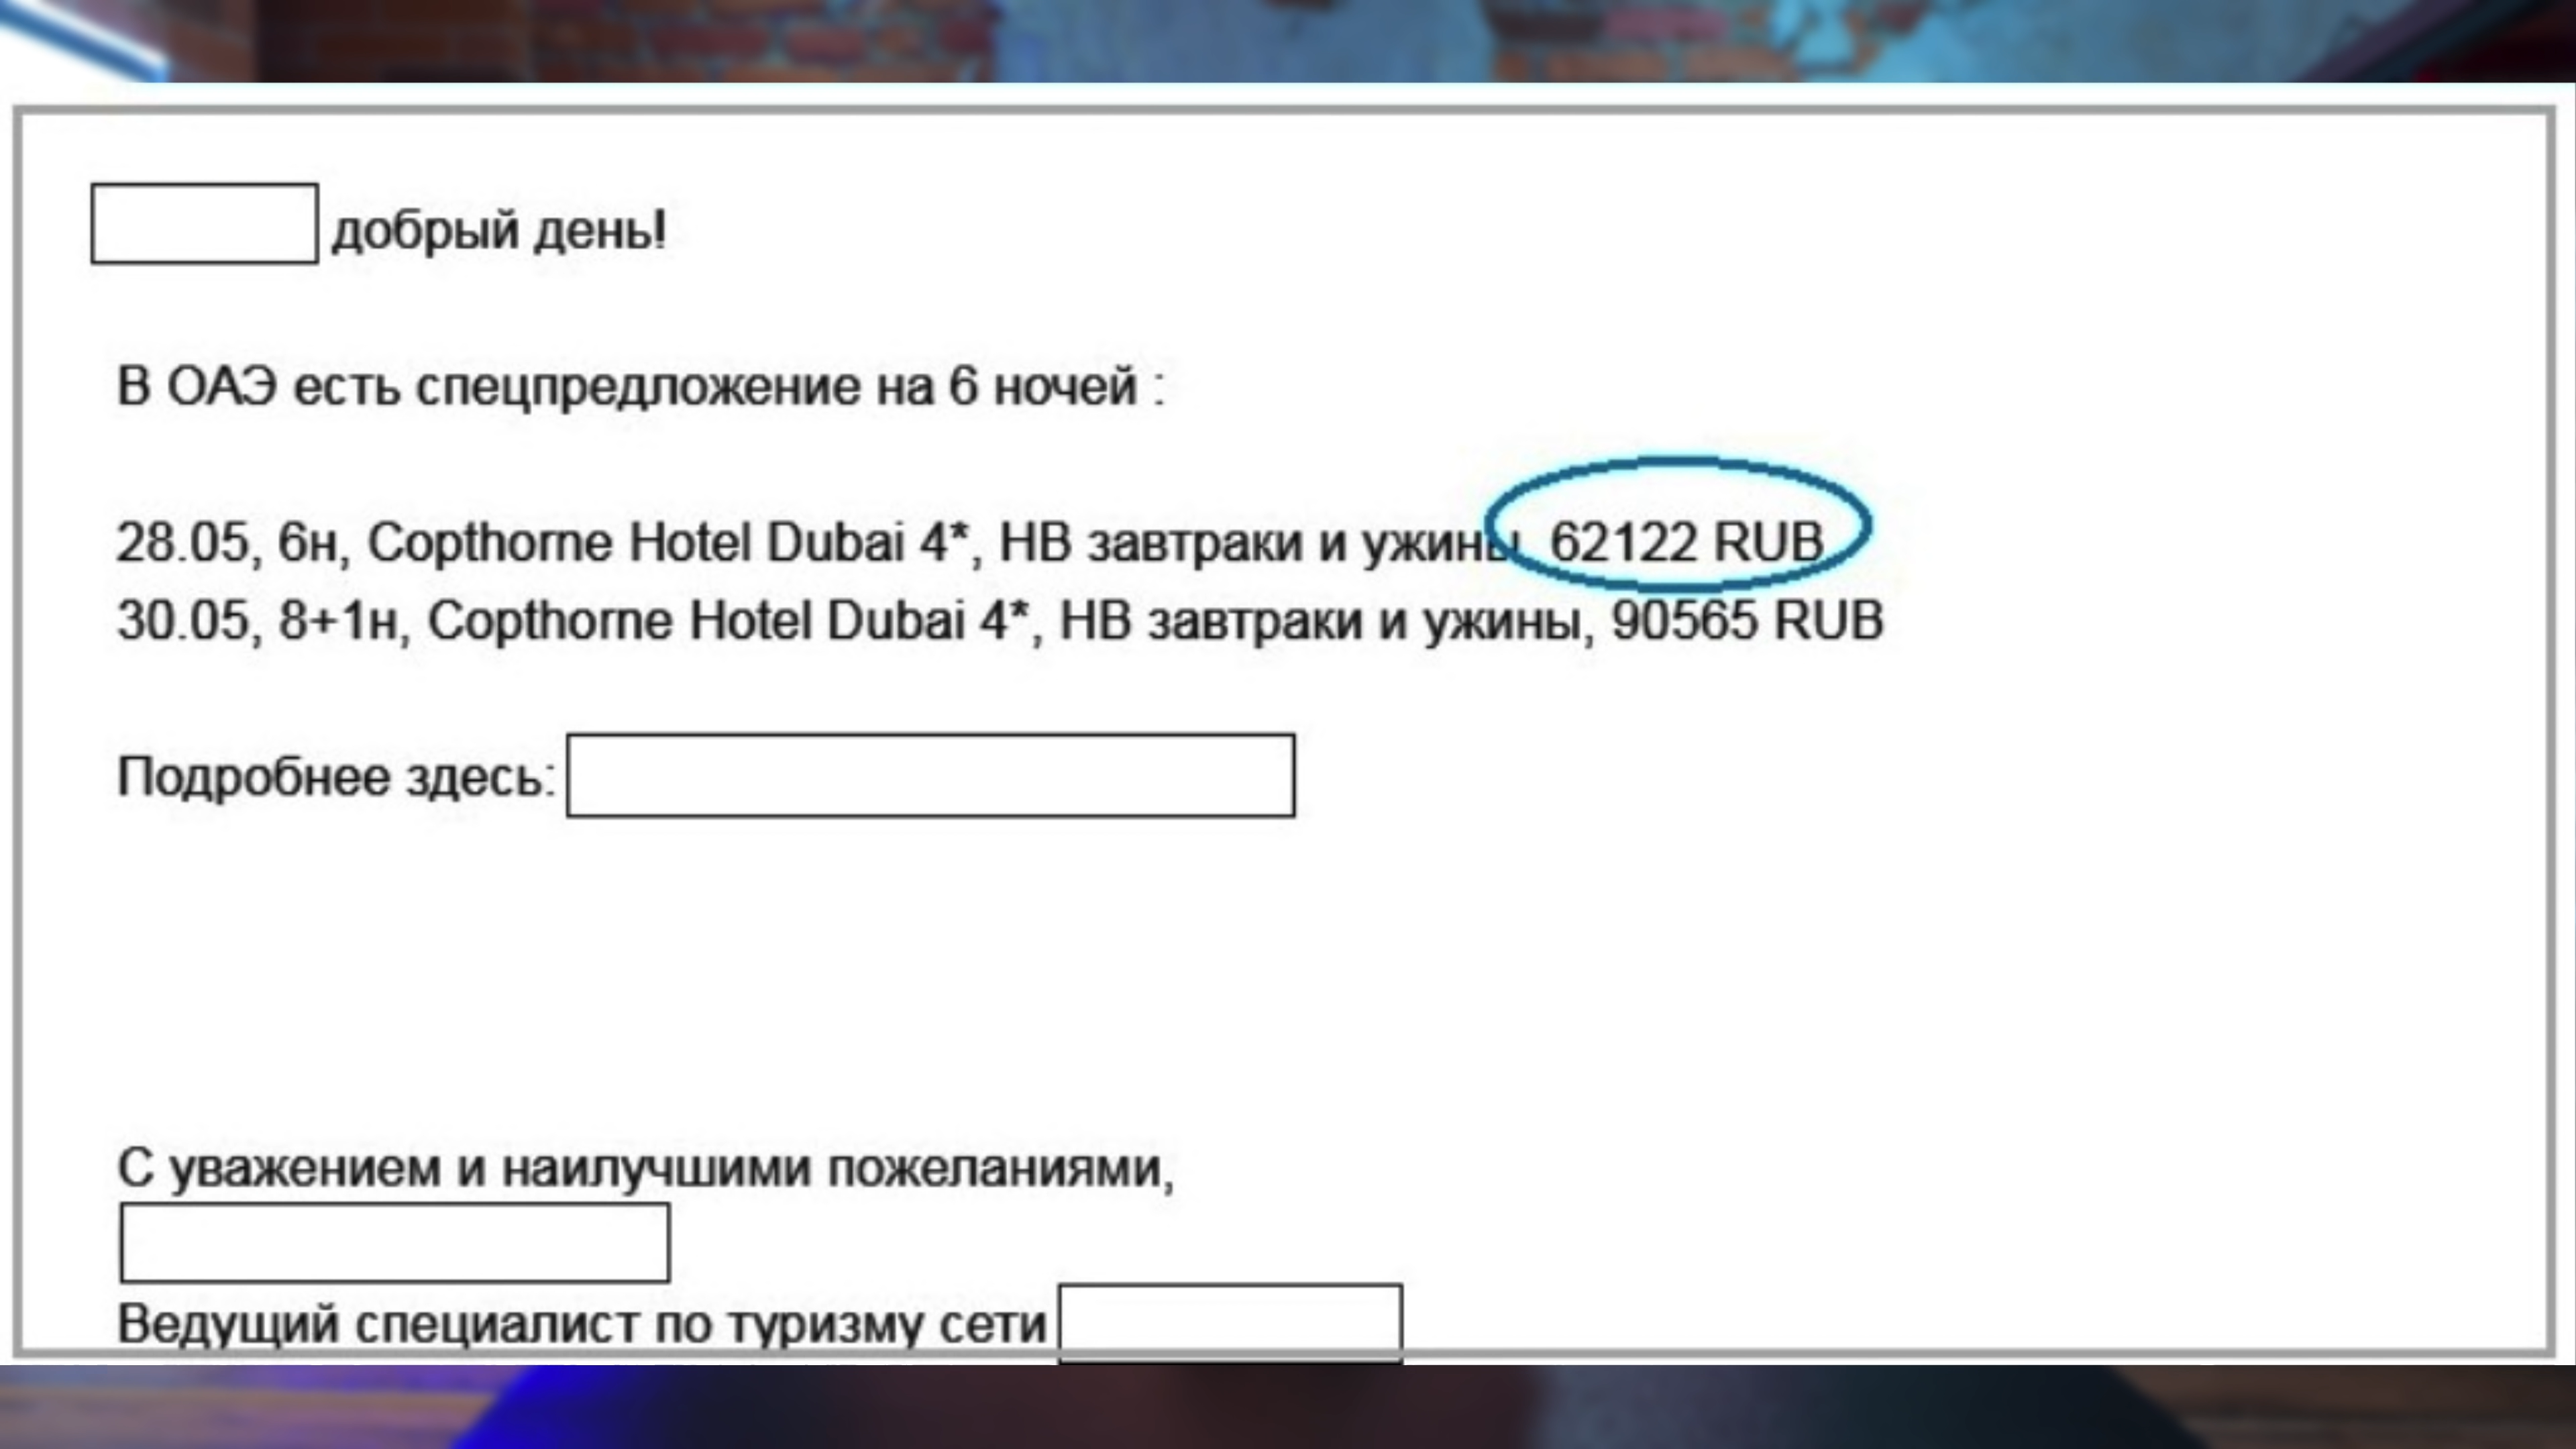 добрый день!
В ОАЭ есть спецпредложение на 6 ночей :
28.05, 6н, Copthorne Hotel Dubai 4*, HB завтраки и ужины, 62122 RUB
30.05, 8+1н, Copthorne Hotel Dubai 4*, HB завтраки и ужины, 90565 RUB
Подробнее здесь:
С уважением и наилучшими пожеланиями,
Ведущий специалист по туризму сети